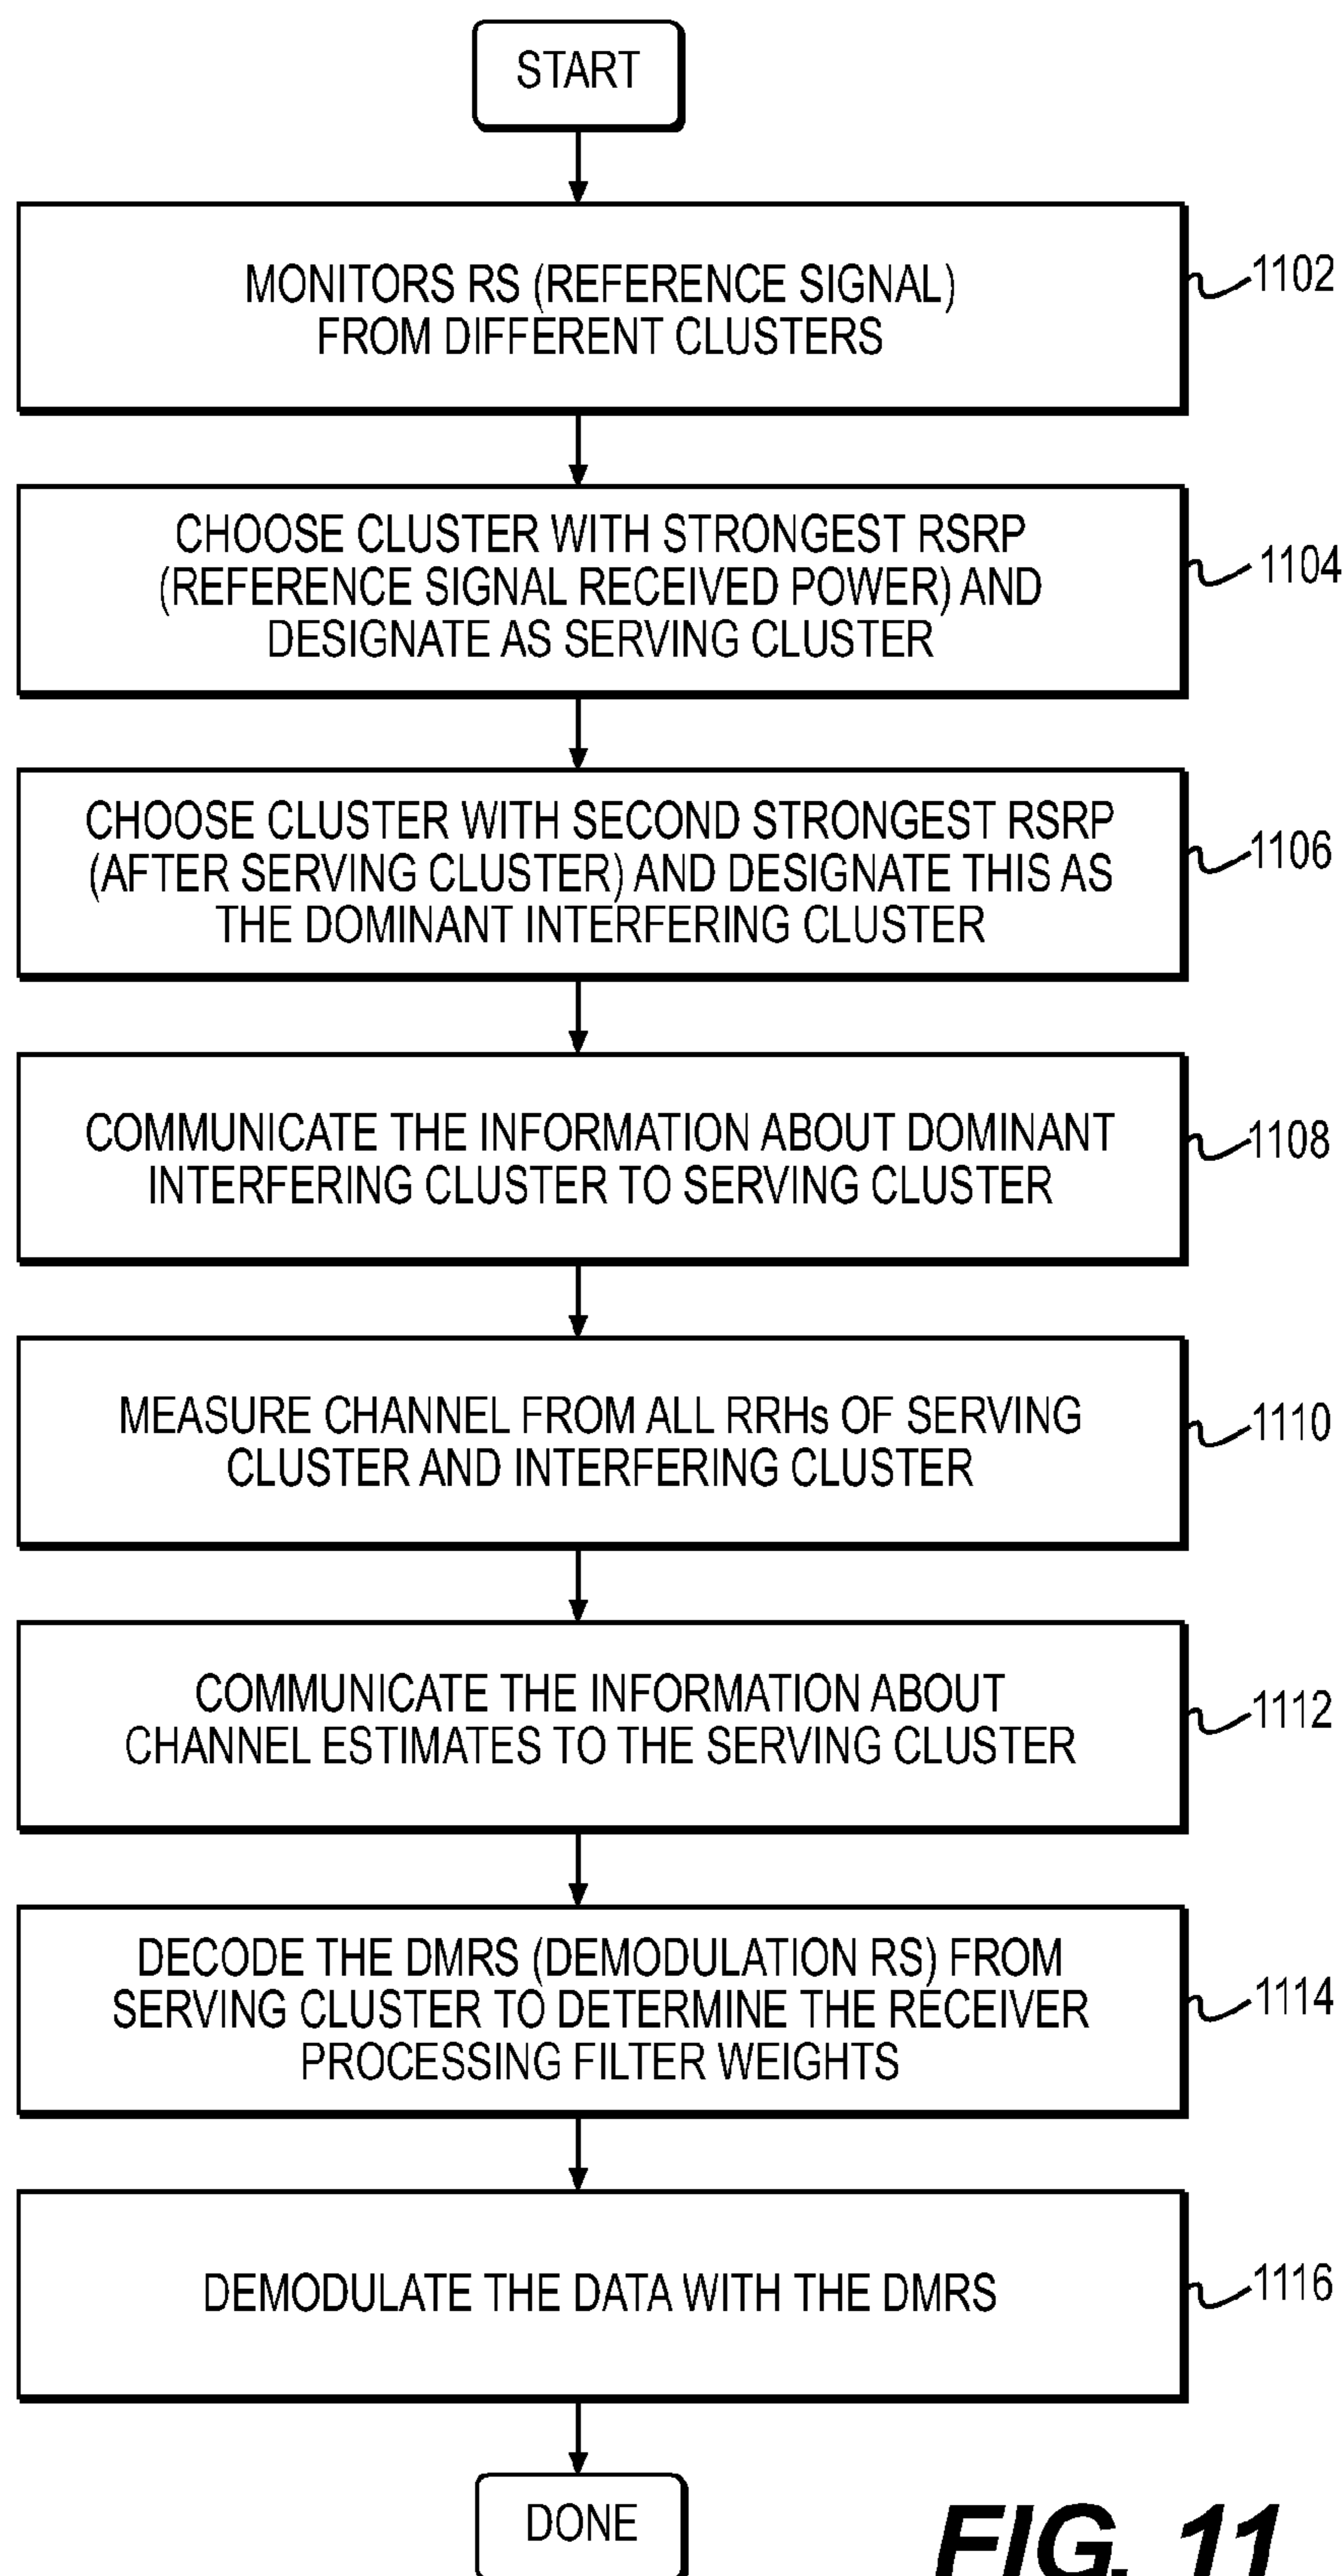 START
MONITORS RS (REFERENCE SIGNAL)
FROM DIFFERENT CLUSTERS
1102
CHOOSE CLUSTER WITH STRONGEST RSRP
(REFERENCE SIGNAL RECEIVED POWER) AND
DESIGNATE AS SERVING CLUSTER
1104
CHOOSE CLUSTER WITH SECOND STRONGEST RSRP
(AFTER SERVING CLUSTER) AND DESIGNATE THIS AS
THE DOMINANT INTERFERING CLUSTER
1106
COMMUNICATE THE INFORMATION ABOUT DOMINANT
INTERFERING CLUSTER TO SERVING CLUSTER
1108
MEASURE CHANNEL FROM ALL RRHs OF SERVING
CLUSTER AND INTERFERING CLUSTER
1110
COMMUNICATE THE INFORMATION ABOUT
CHANNEL ESTIMATES TO THE SERVING CLUSTER
1112
DECODE THE DMRS (DEMODULATION RS) FROM
SERVING CLUSTER TO DETERMINE THE RECEIVER
PROCESSING FILTER WEIGHTS
1114
DEMODULATE THE DATA WITH THE DMRS
1116
DONE
FIG. 11